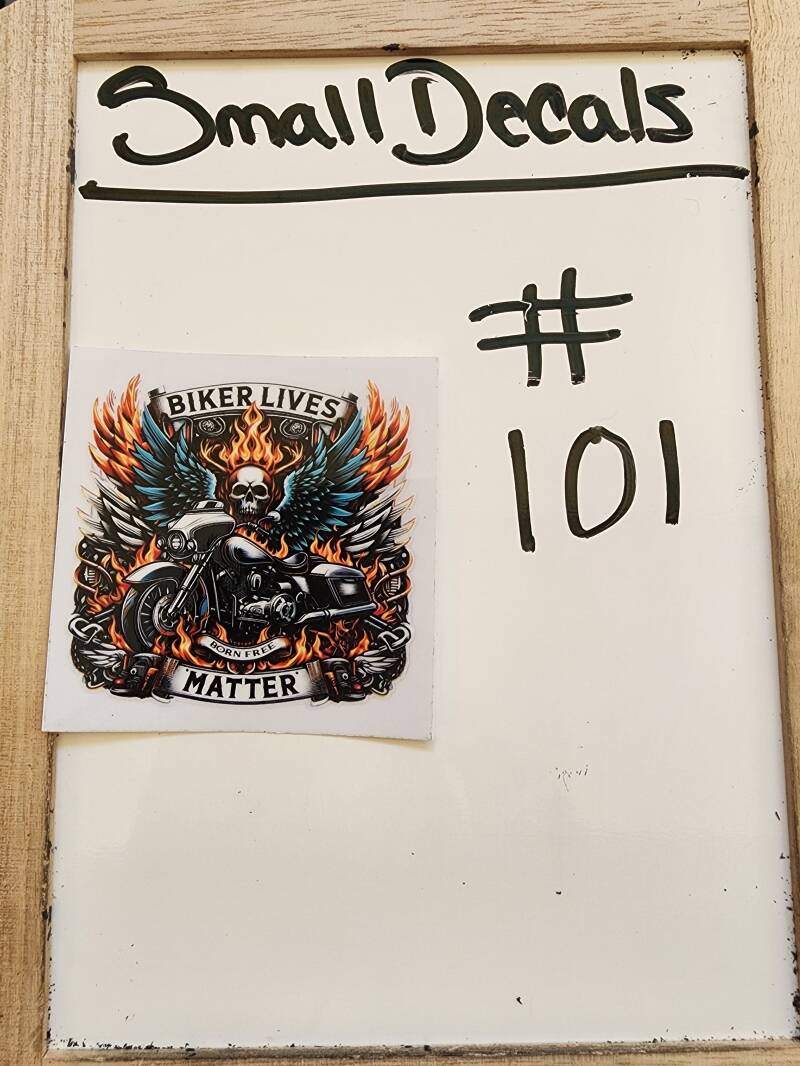 Small Decals
#
101
BIKER LIVES
BORN FREE
MATTER